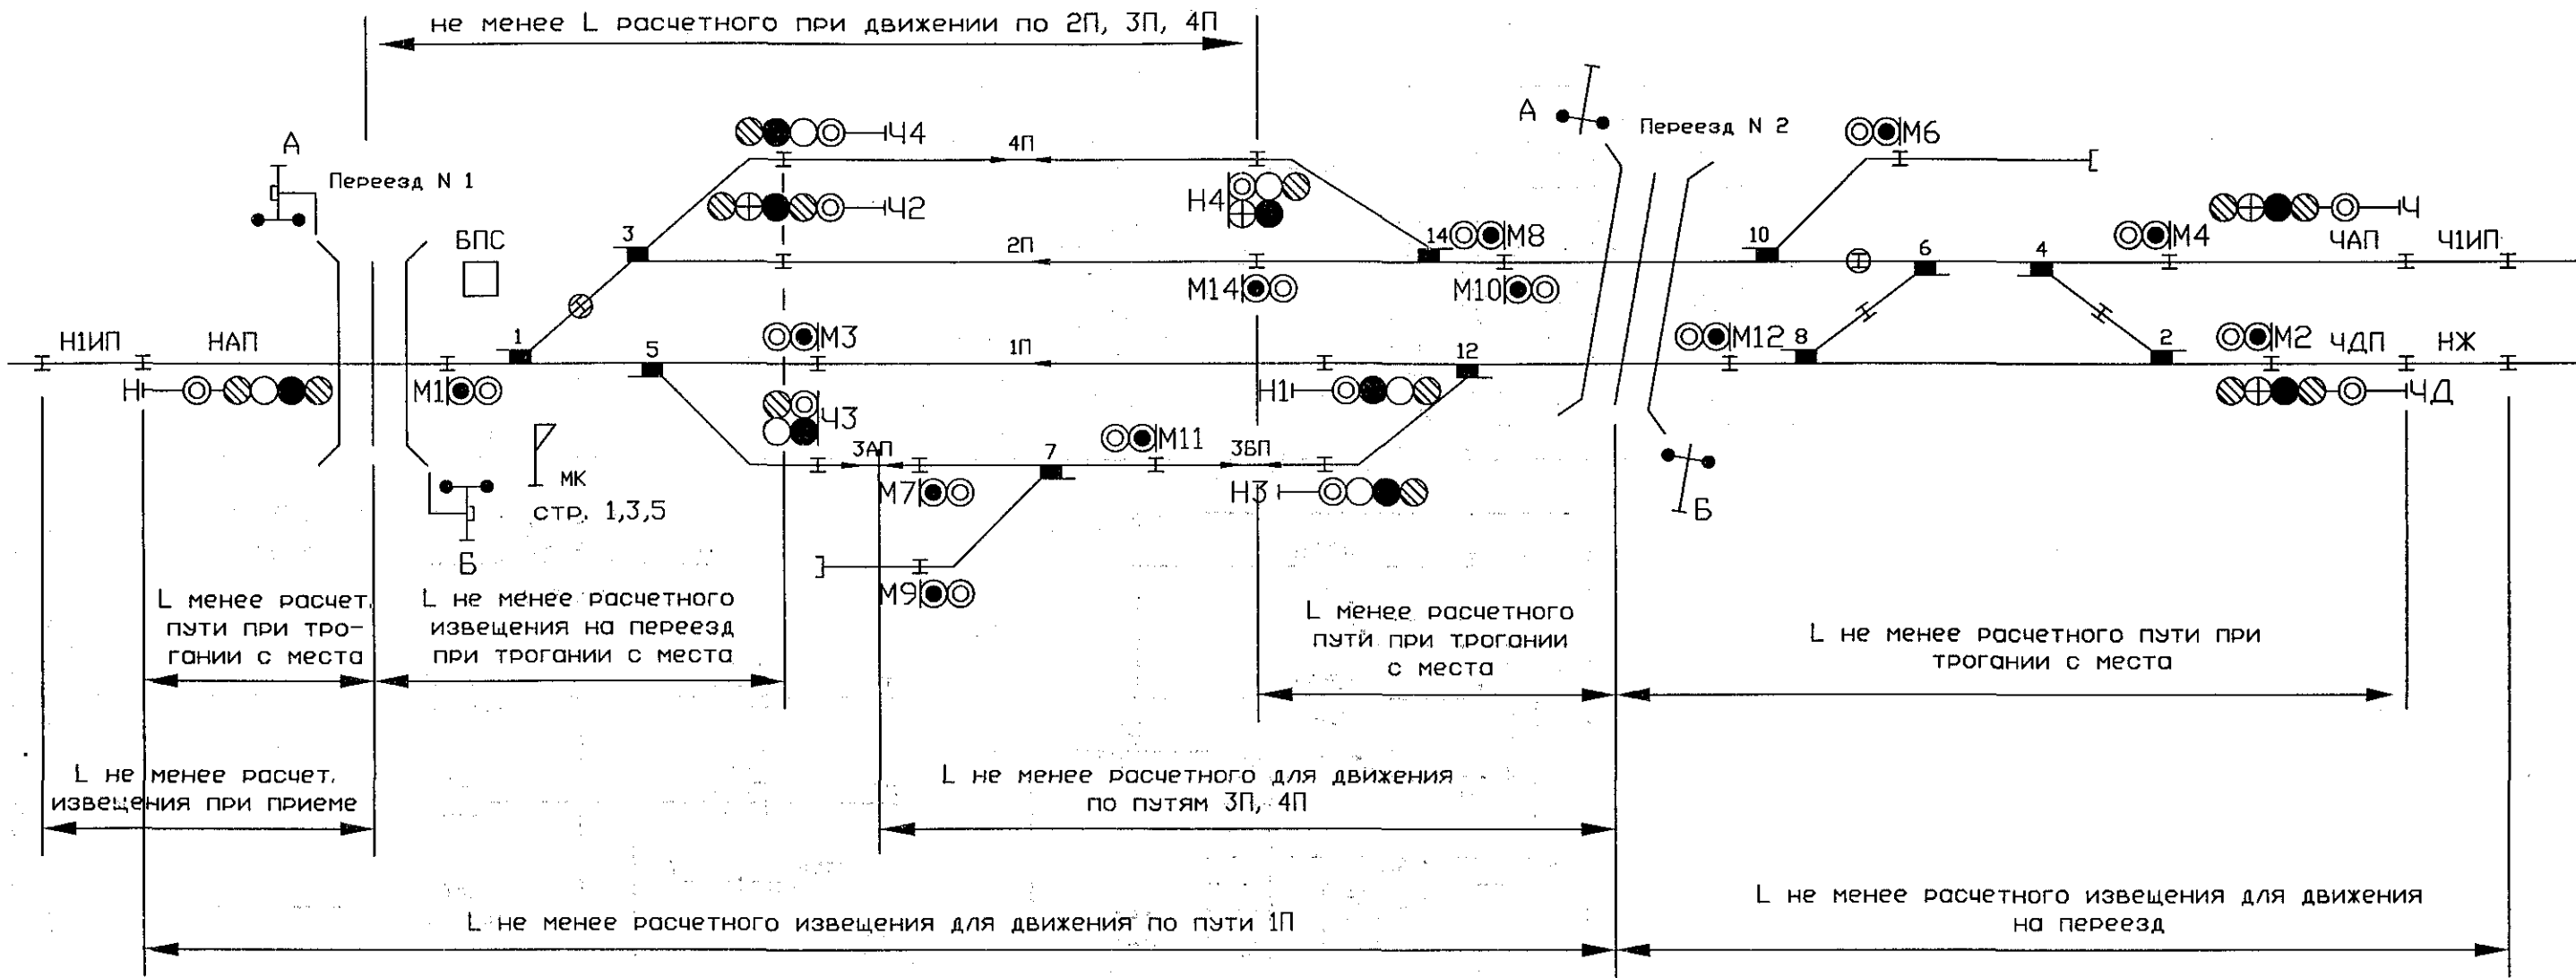 не менее L расчетного при движении по 2П, 3П, 4П
А
Переезд N 1
БПС
Ч4
4П
Ч2
Н4
А
Переезд N 2
М6
3
2П
14
М8
10
6
4
М4
Ч
ЧАП
Ч1ИП
М14
М10
Н1ИП
НАП
1
5
М3
1П
12
М12
8
2
М2
ЧДП
НЖ
Н
М1
Ч3
Н1
ЧД
МК
СТР. 1,3,5
3АП
7
М11
3БП
М7
Н3
Б
Б
М9
L менее расчет.
пути при тро-
гании с места
L не менее расчетного
извещения на переезд
при трогании с места
L менее расчетного
пути при трогании
с места
L не менее расчетного пути при
трогании с места
L не менее расчет.
извещения при приеме
L не менее расчетного для движения
по путям 3П, 4П
L не менее расчетного извещения для движения по пути 1П
L не менее расчетного извещения для движения
на переезд